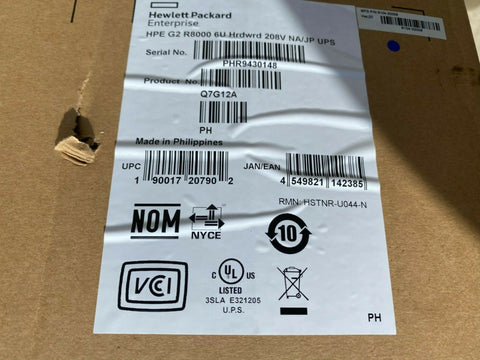 Hewlett Packard
Enterprise
HPE G2 R8000 6U Hrdwrd 208V NA/JP UPS
Serial No.
PHR9430148
Product No.
Q7G12A
PH
Made in Philippines
UPC
1 90017 20790 2
JAN/EAN
4 549821 142385
RMN: HSTNR-U044-N
NOM
NYCE
10
VCI
C UL US
LISTED
3SLA E321205
U.P.S.
PH